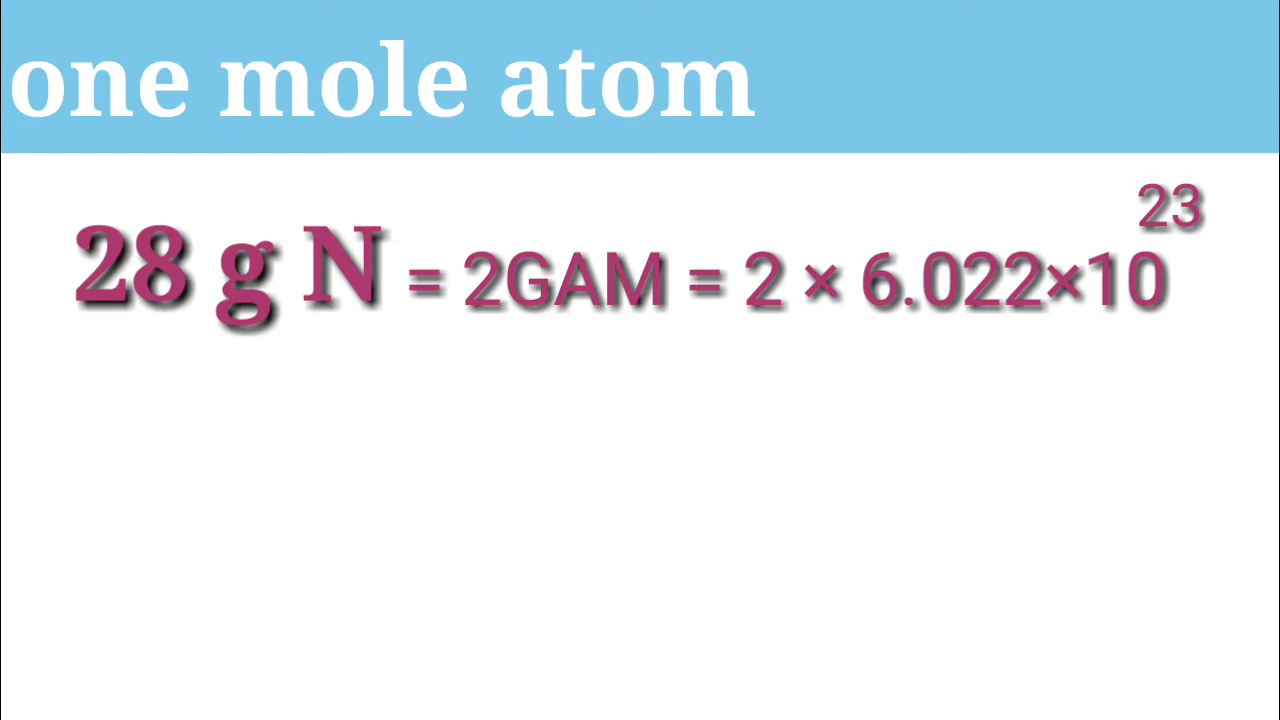 one mole atom
28 g N = 2GAM = 2 × 6.022×10²³